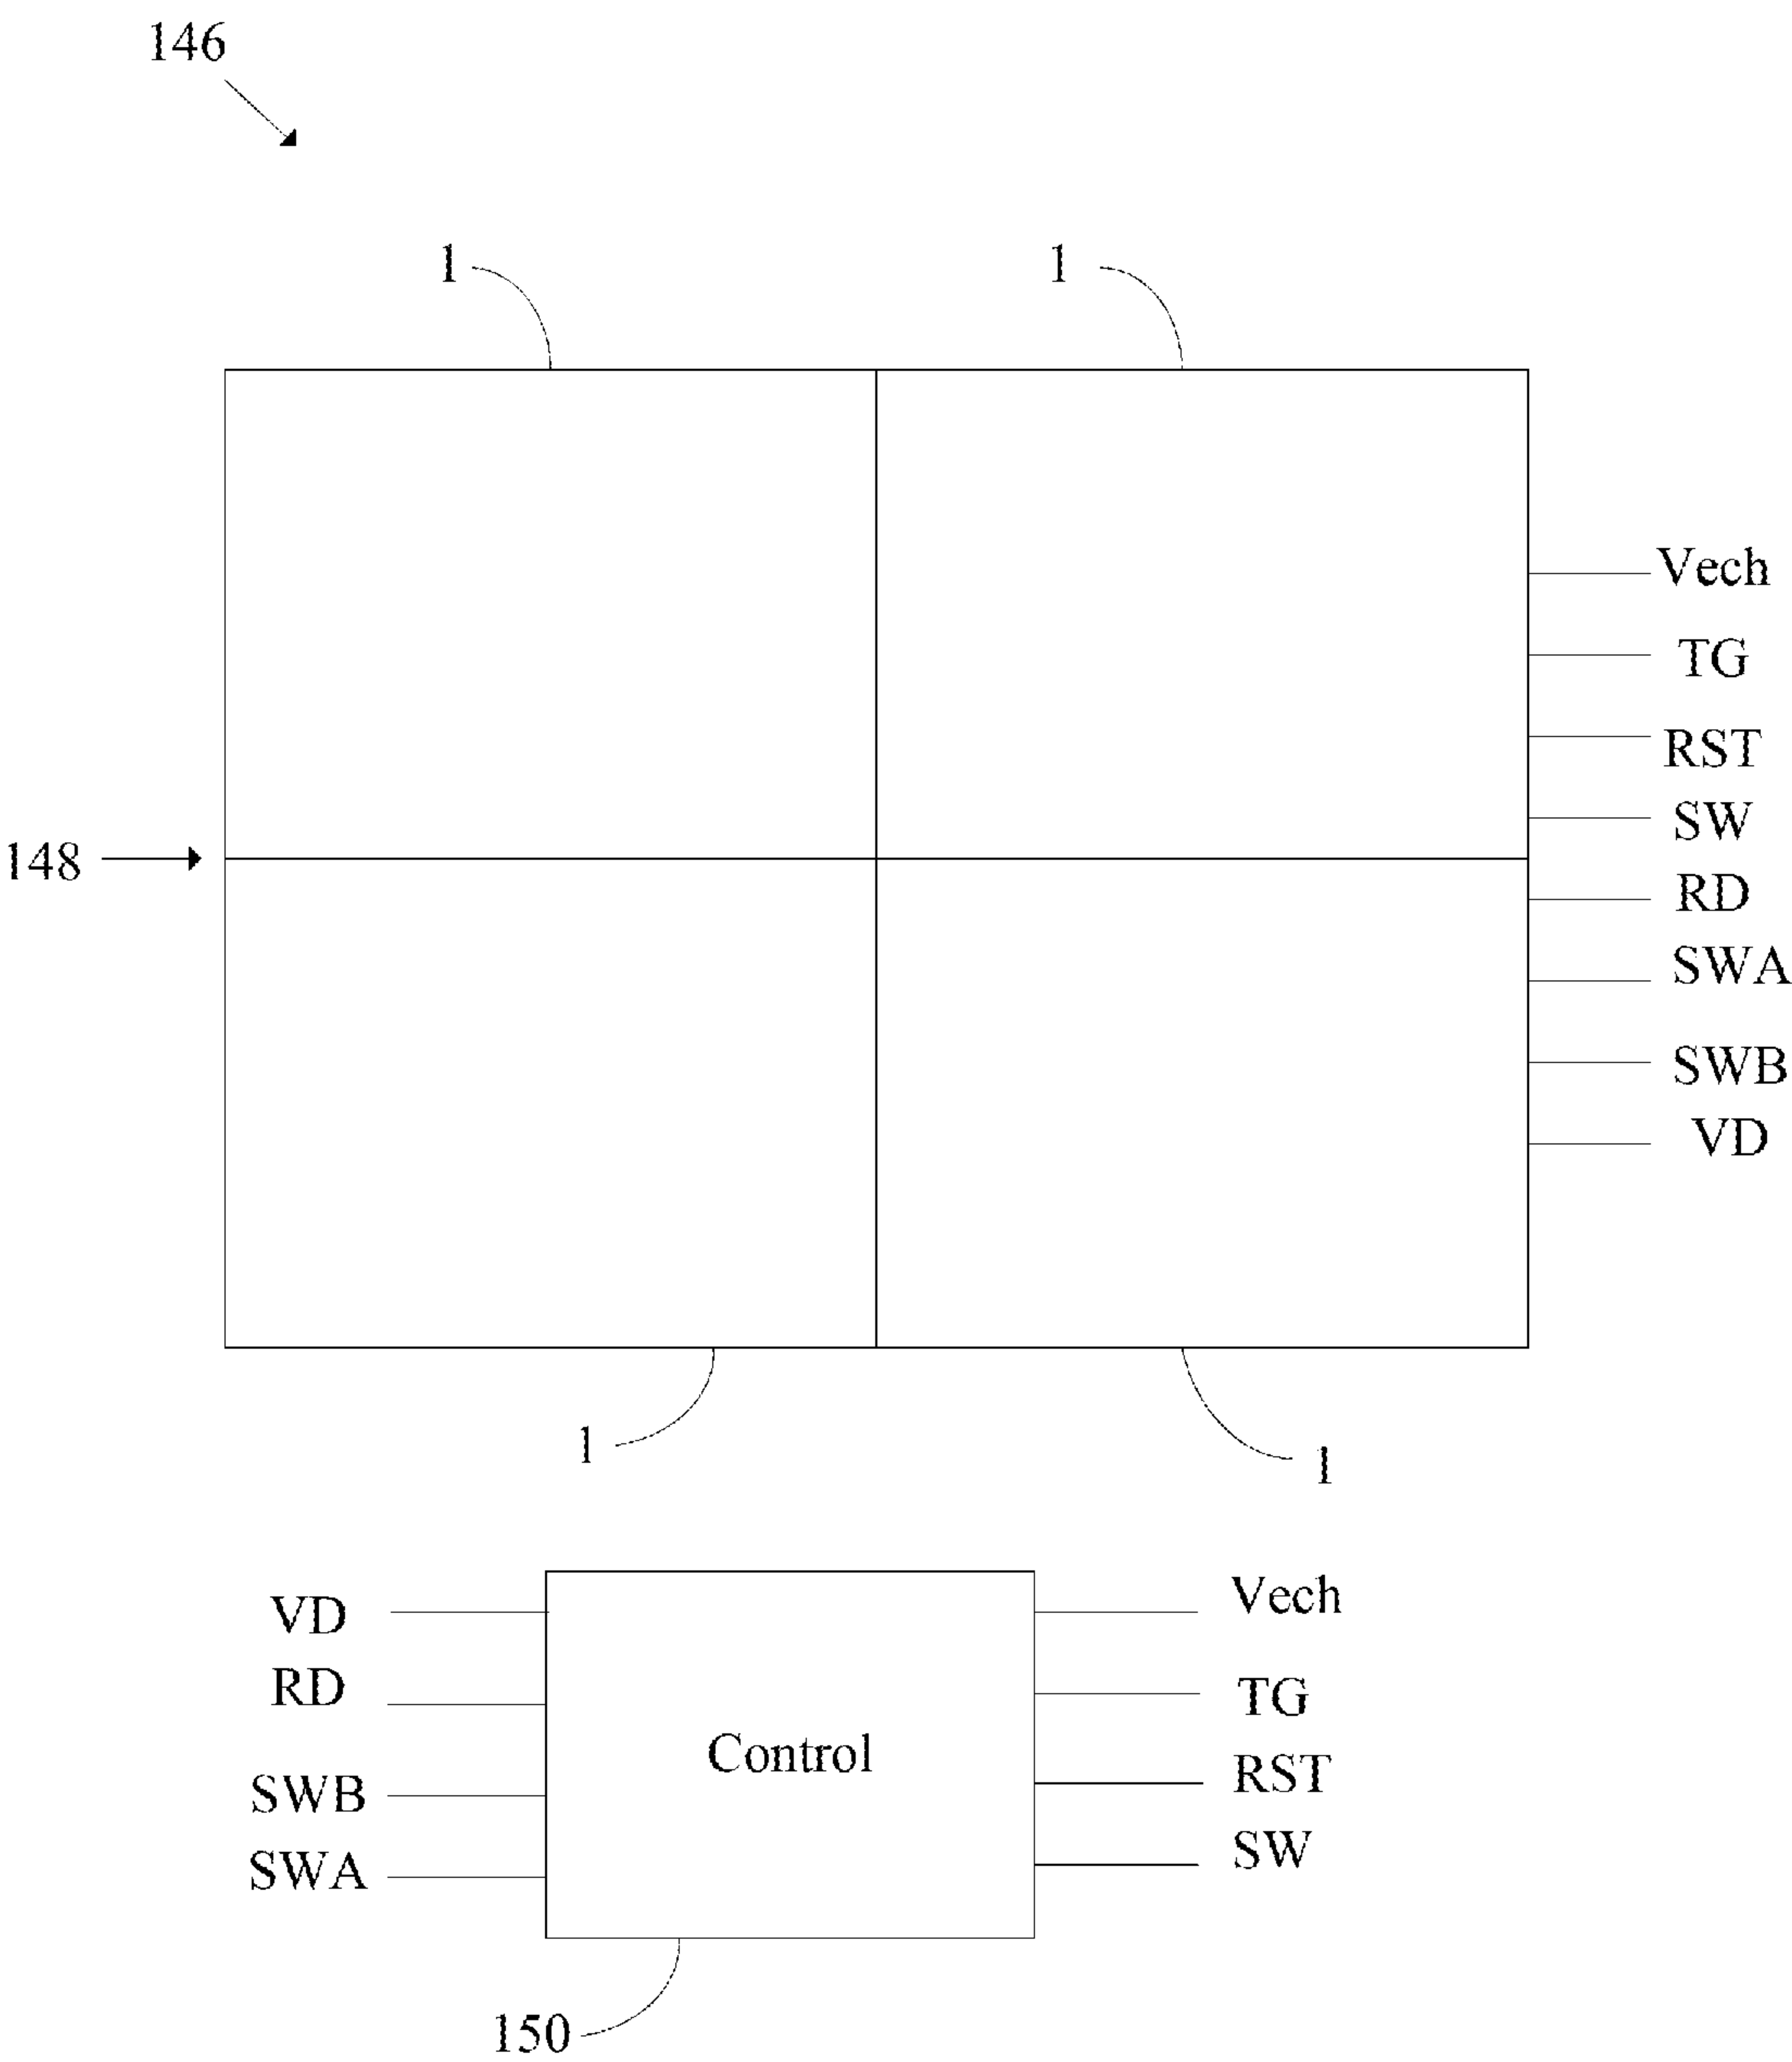 146
1 1
Vech
TG
RST
SW
148
RD
SWA
SWB
VD
1 1
VD Vech
RD TG
Control
SWB RST
SWA SW
150